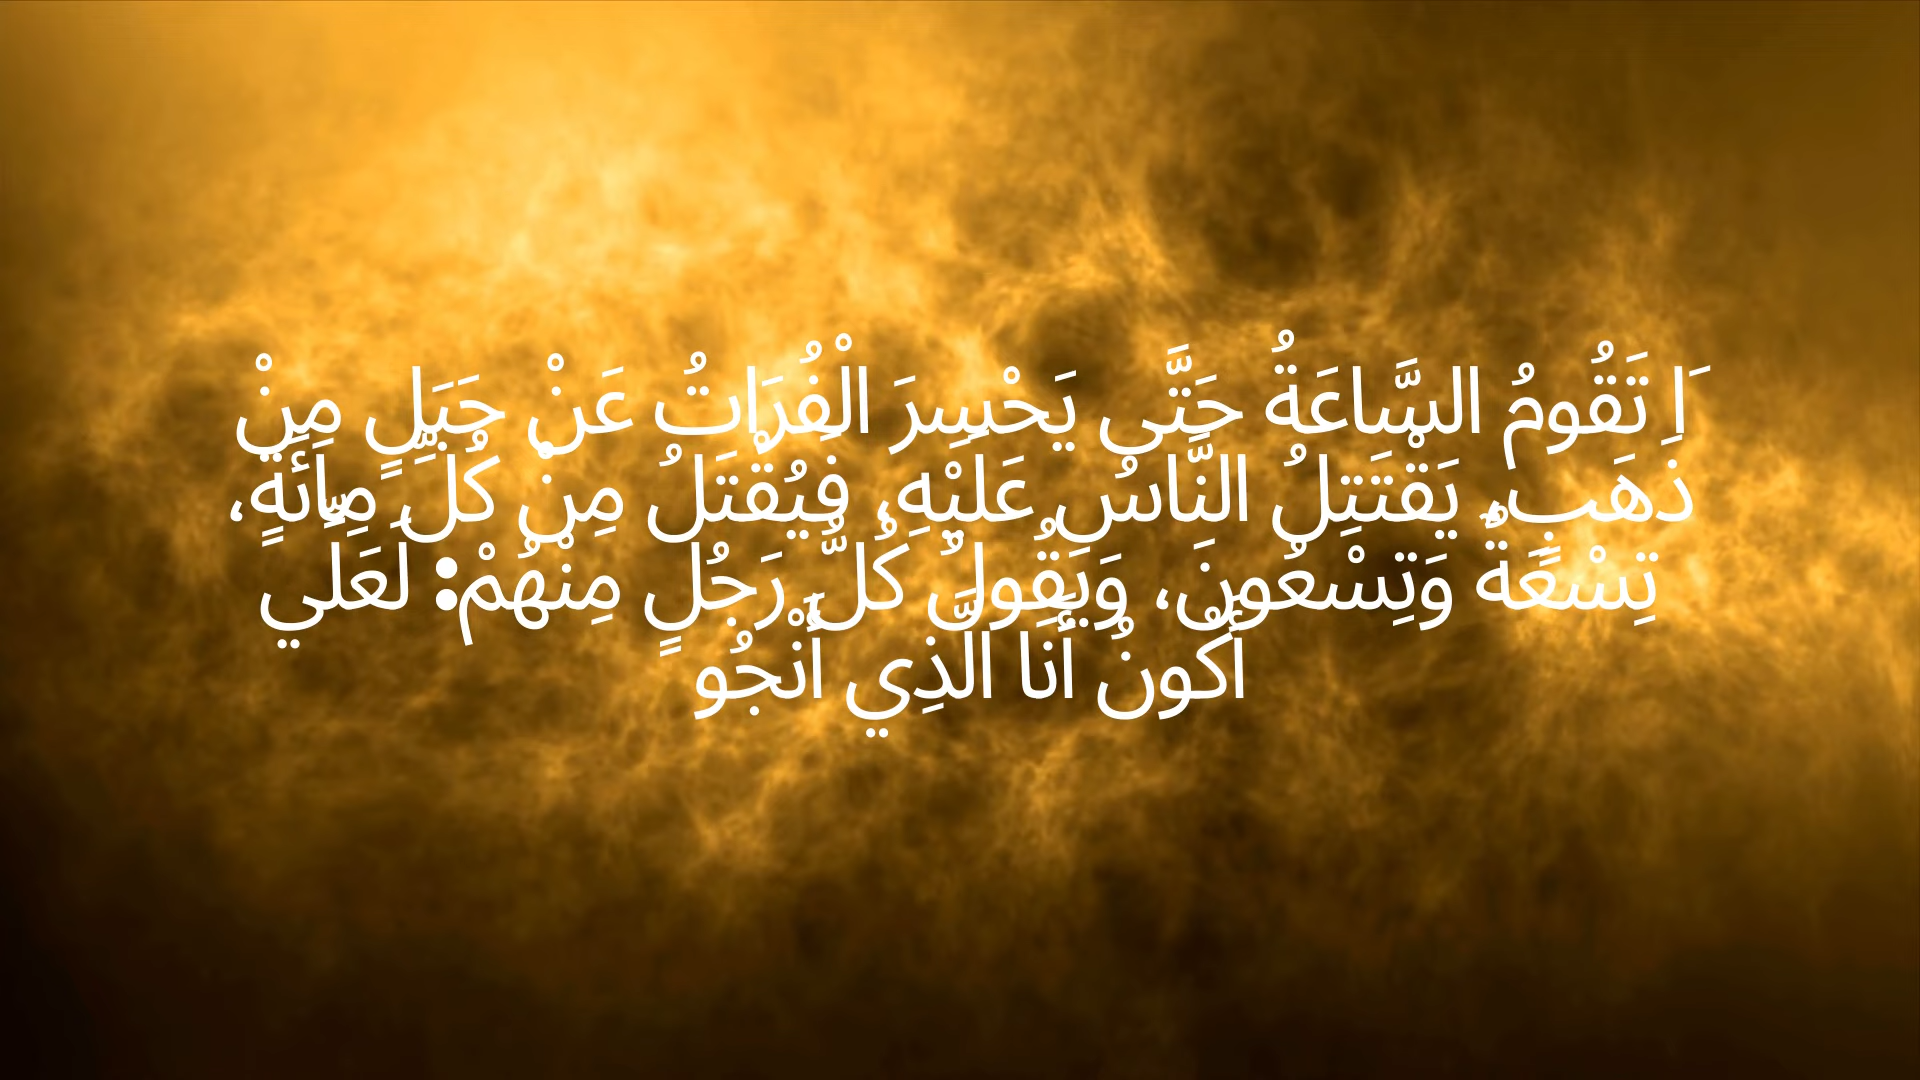 َا تَقُومُ السَّاعَةُ حَتَّى يَحْسِرَ الْفُرَاتُ عَنْ جَبَلٍ مِنْ
ذَهَبٍ، يَقْتَتِلُ النَّاسُ عَلَيْهِ، فَيُقْتَلُ مِنْ كُلِّ مِائَةٍ،
تِسْعَةٌ وَتِسْعُونَ، وَيَقُولُ كُلُّ رَجُلٍ مِنْهُمْ: لَعَلِّي
أَكُونُ أَنَا الَّذِي أَنْجُو